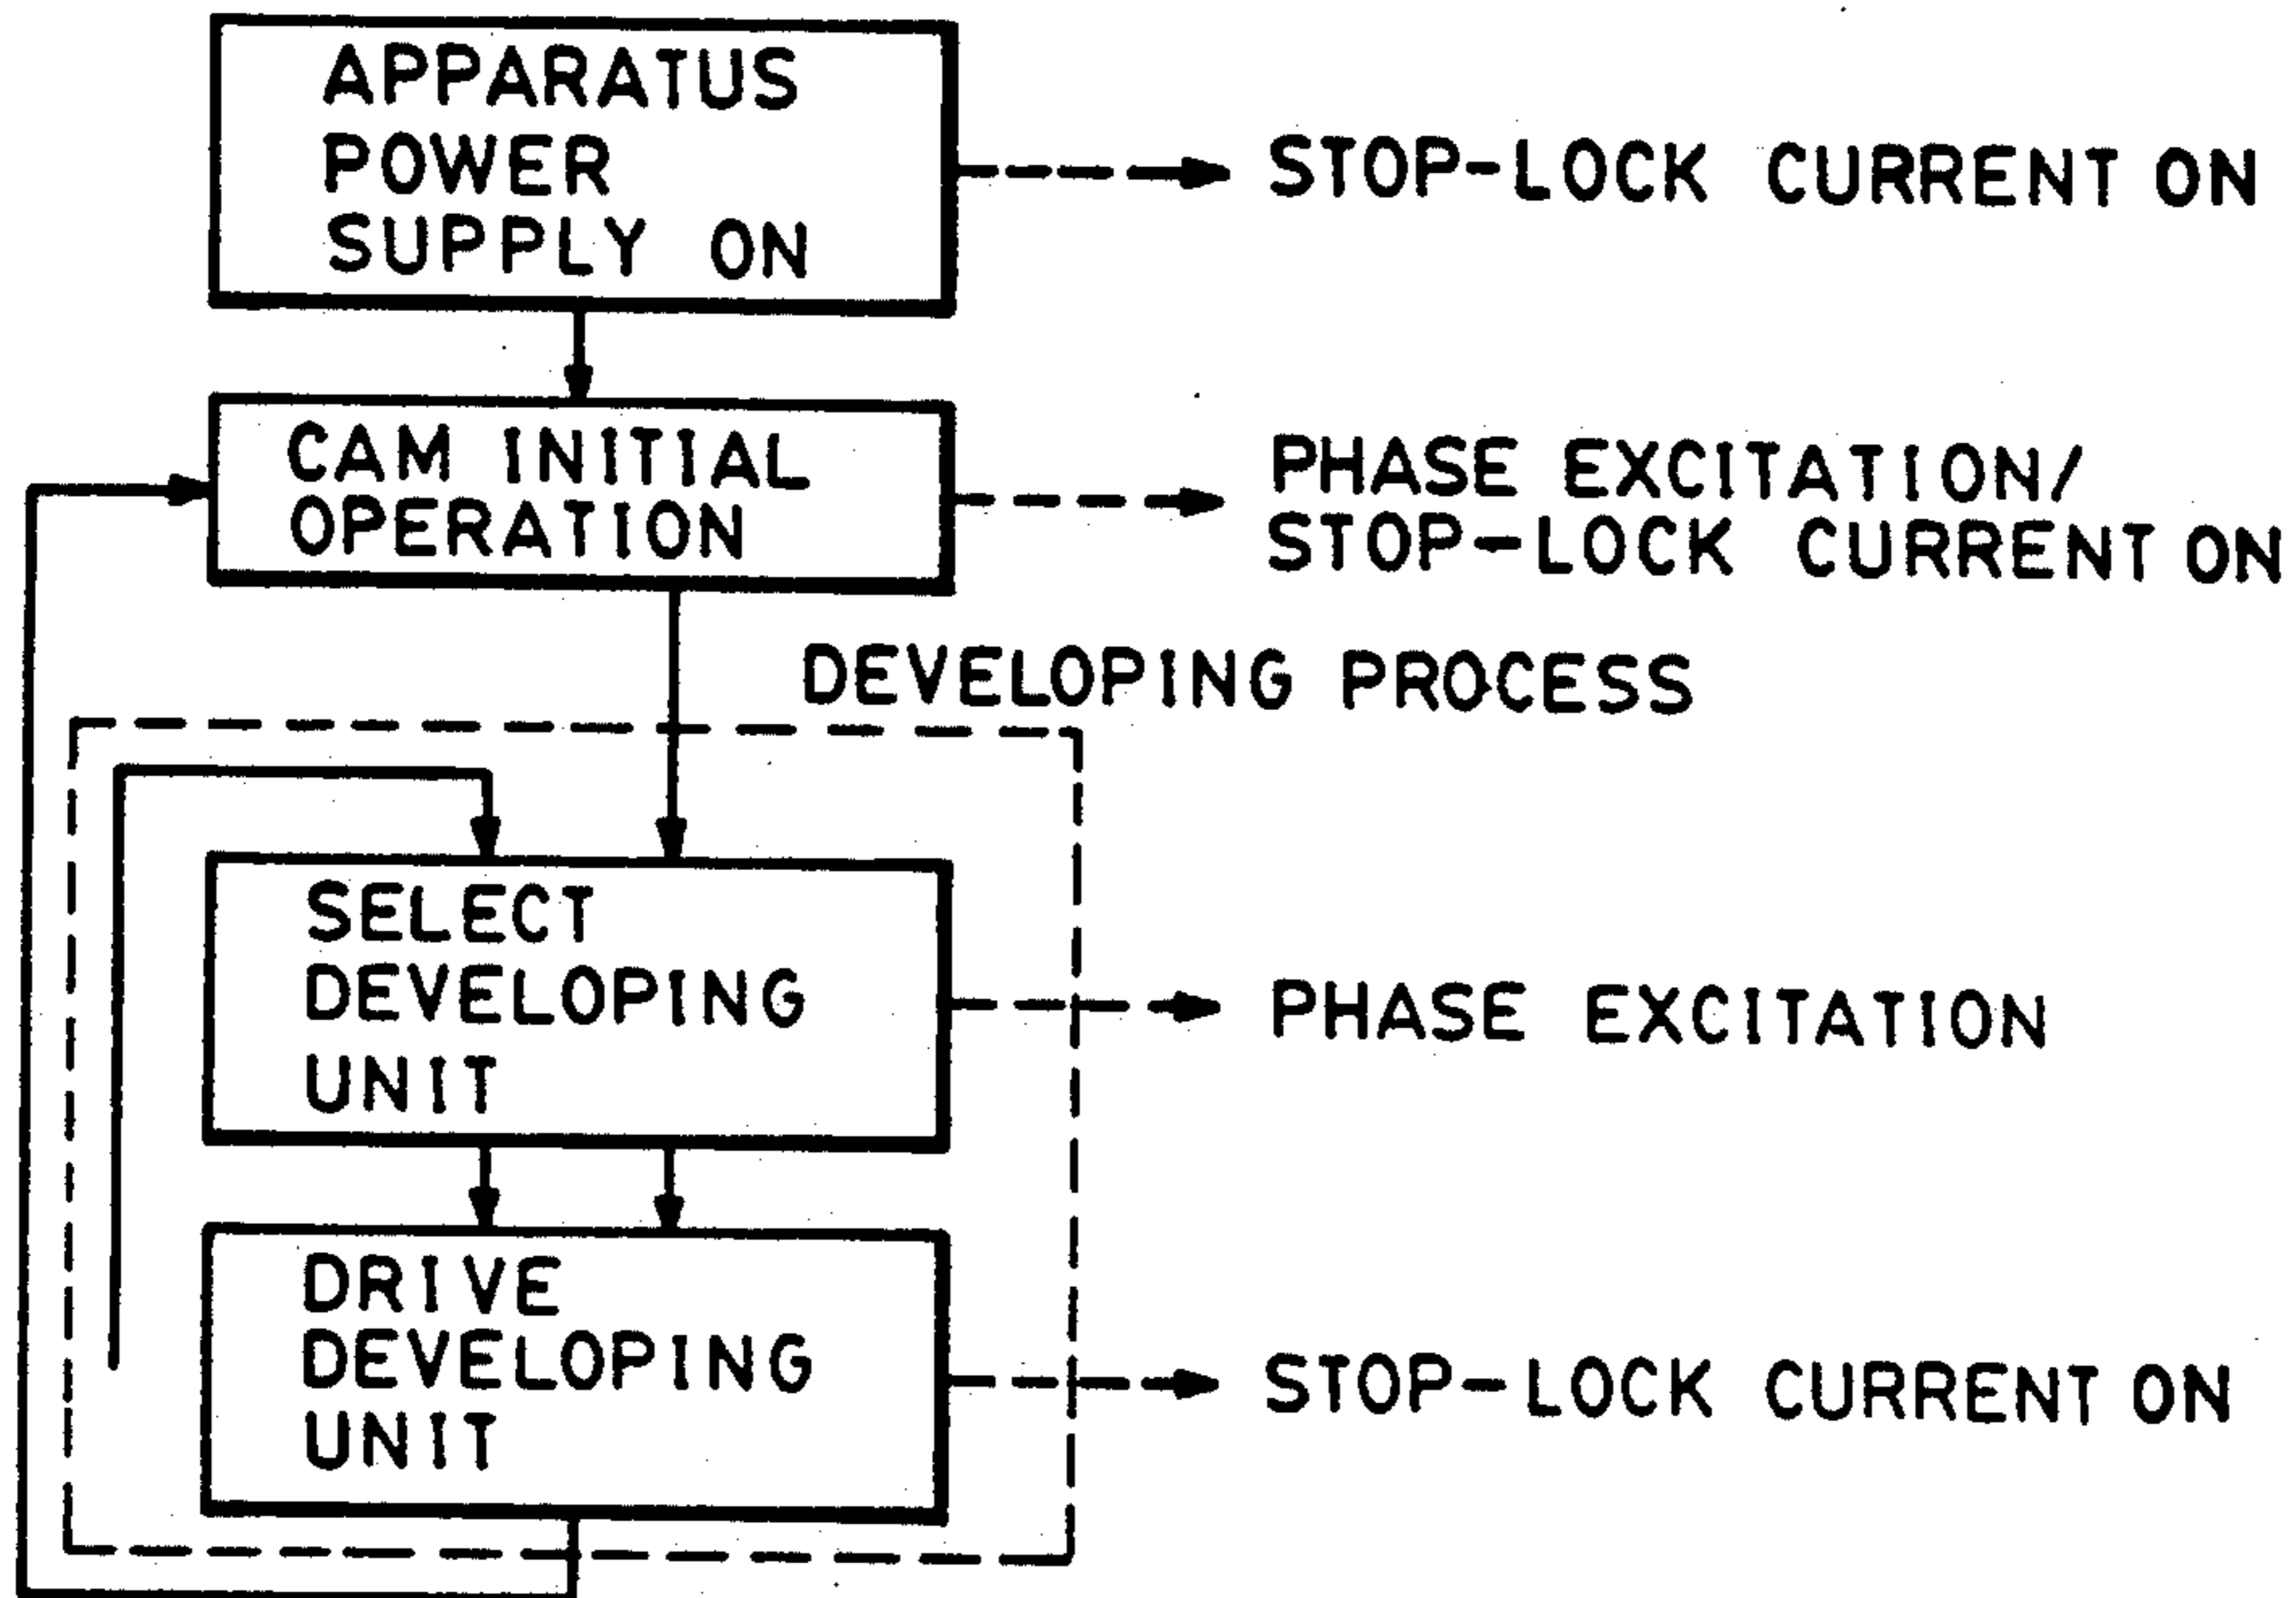 APPARATUS
POWER
SUPPLY ON
STOP-LOCK CURRENT ON
CAM INITIAL
OPERATION
PHASE EXCITATION/
STOP-LOCK CURRENT ON
DEVELOPING PROCESS
SELECT
DEVELOPING
UNIT
PHASE EXCITATION
DRIVE
DEVELOPING
UNIT
STOP-LOCK CURRENT ON